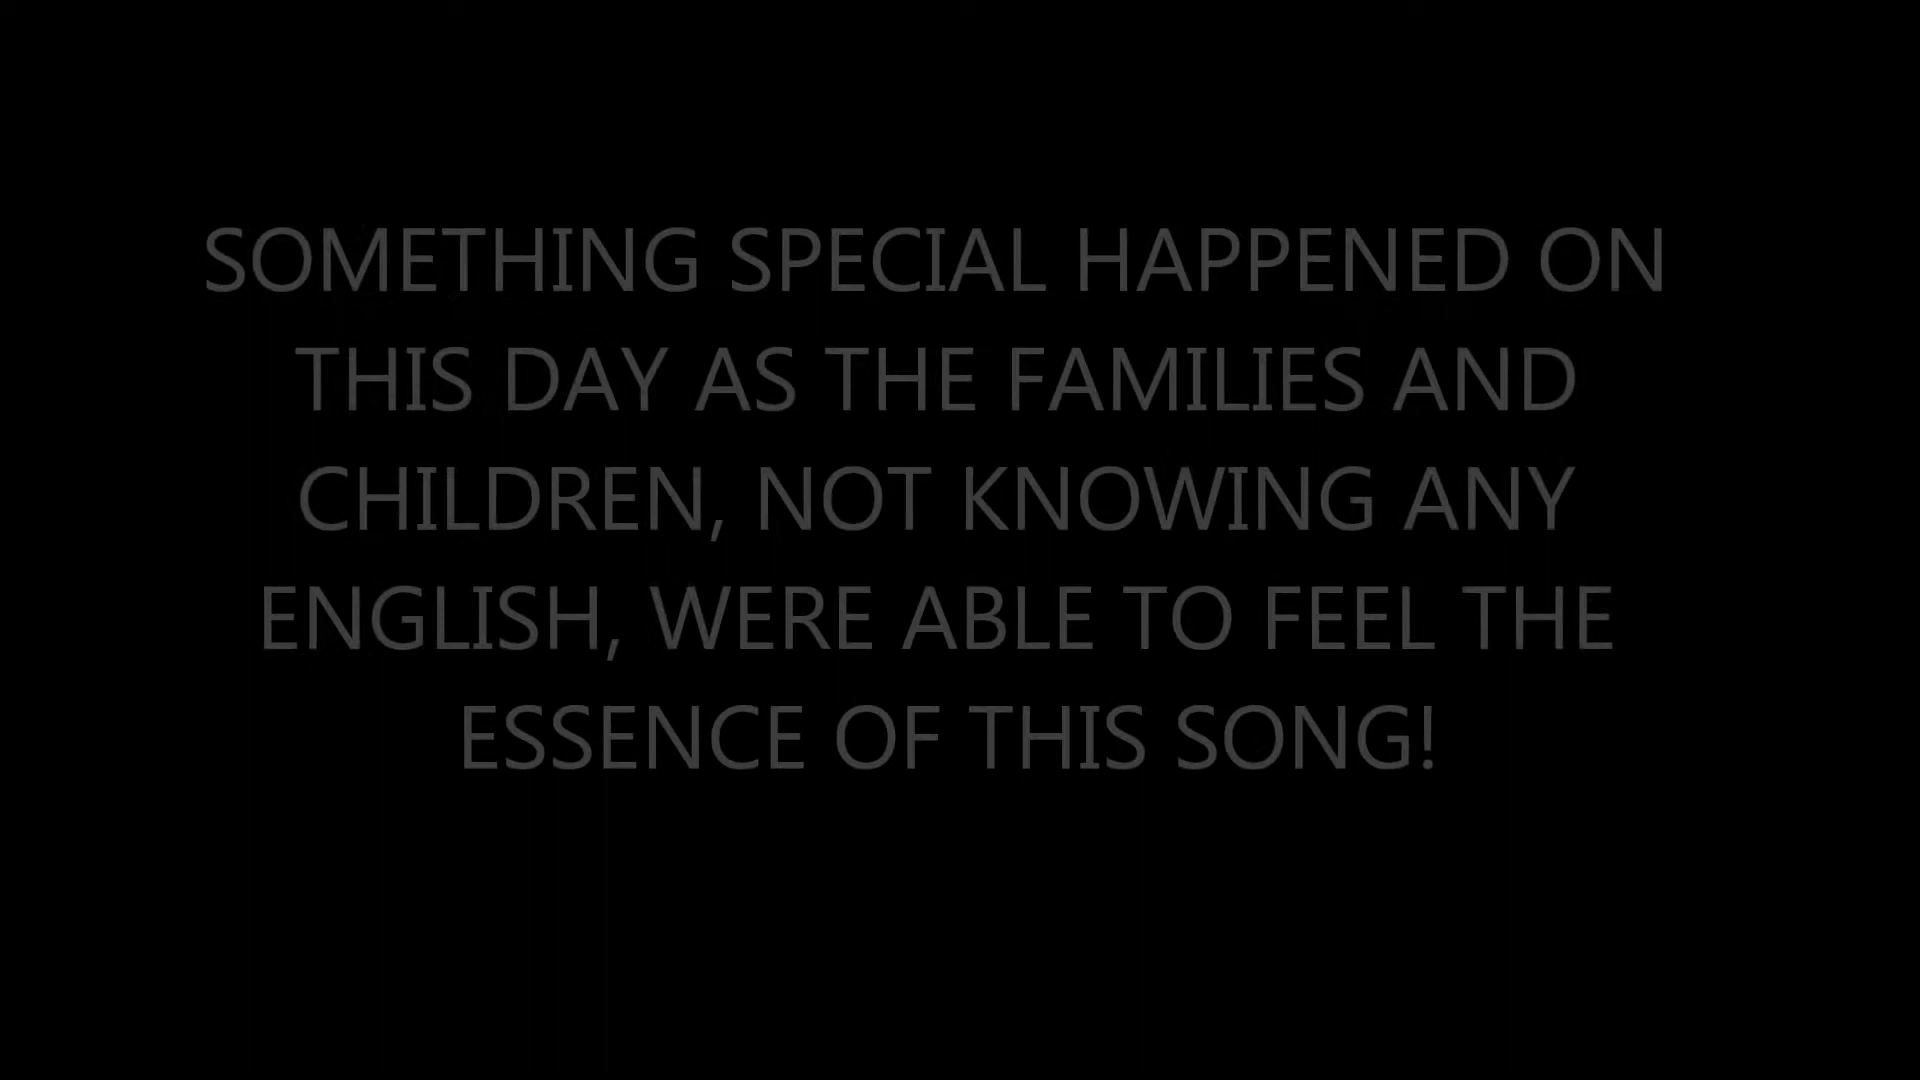 SOMETHING SPECIAL HAPPENED ON
THIS DAY AS THE FAMILIES AND
CHILDREN, NOT KNOWING ANY
ENGLISH, WERE ABLE TO FEEL THE
ESSENCE OF THIS SONG!